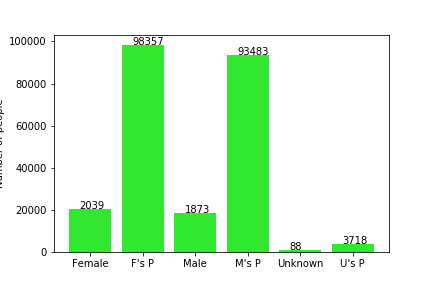 Number of people
100000
80000
60000
40000
20000
0
2039
98357
1873
93483
88
3718
Female
F's P
Male
M's P
Unknown
U's P